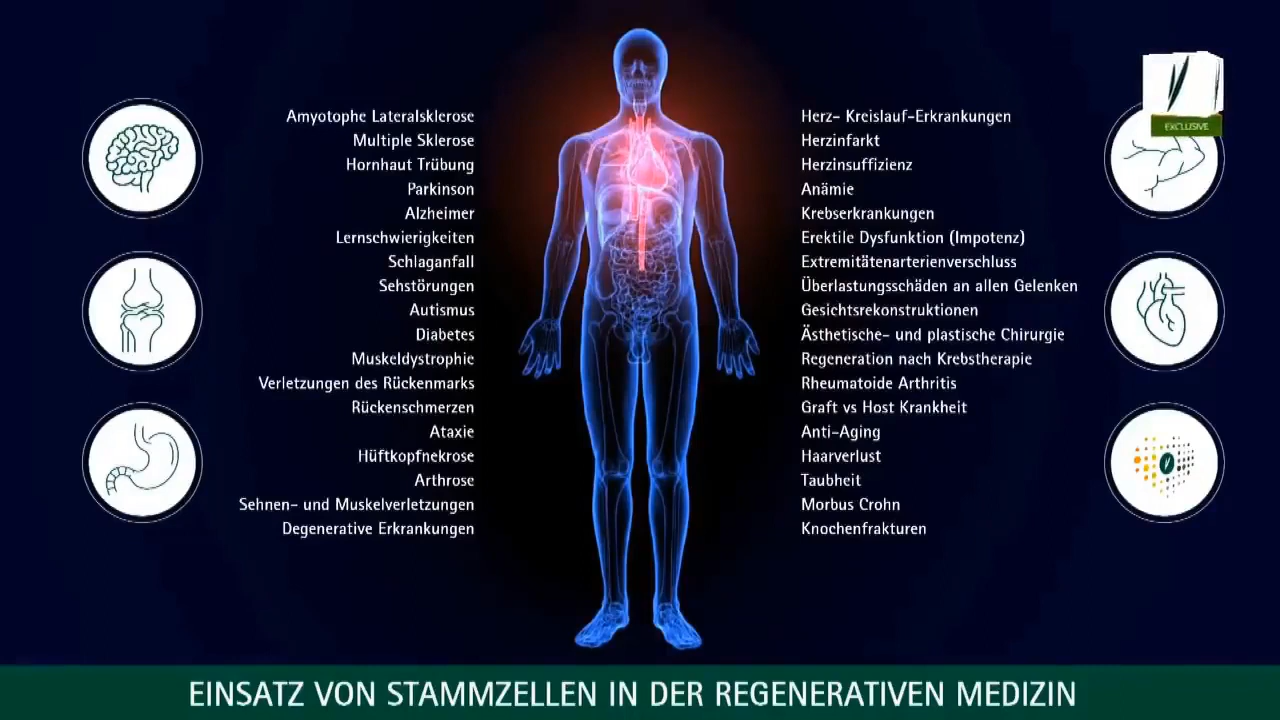 Amyotophe Lateralsklerose
Multiple Sklerose
Hornhaut Trübung
Parkinson
Alzheimer
Lernschwierigkeiten
Schlaganfall
Sehstörungen
Autismus
Diabetes
Muskeldystrophie
Verletzungen des Rückenmarks
Rückenschmerzen
Ataxie
Hüftkopfnekrose
Arthrose
Sehnen- und Muskelverletzungen
Degenerative Erkrankungen
Herz- Kreislauf-Erkrankungen
Herzinfarkt
Herzinsuffizienz
Anämie
Krebserkrankungen
Erektile Dysfunktion (Impotenz)
Extremitätenarterienverschluss
Überlastungsschäden an allen Gelenken
Gesichtsrekonstruktionen
Ästhetische- und plastische Chirurgie
Regeneration nach Krebstherapie
Rheumatoide Arthritis
Graft vs Host Krankheit
Anti-Aging
Haarverlust
Taubheit
Morbus Crohn
Knochenfrakturen
EXCLUSIVE
EINSATZ VON STAMMZELLEN IN DER REGENERATIVEN MEDIZIN